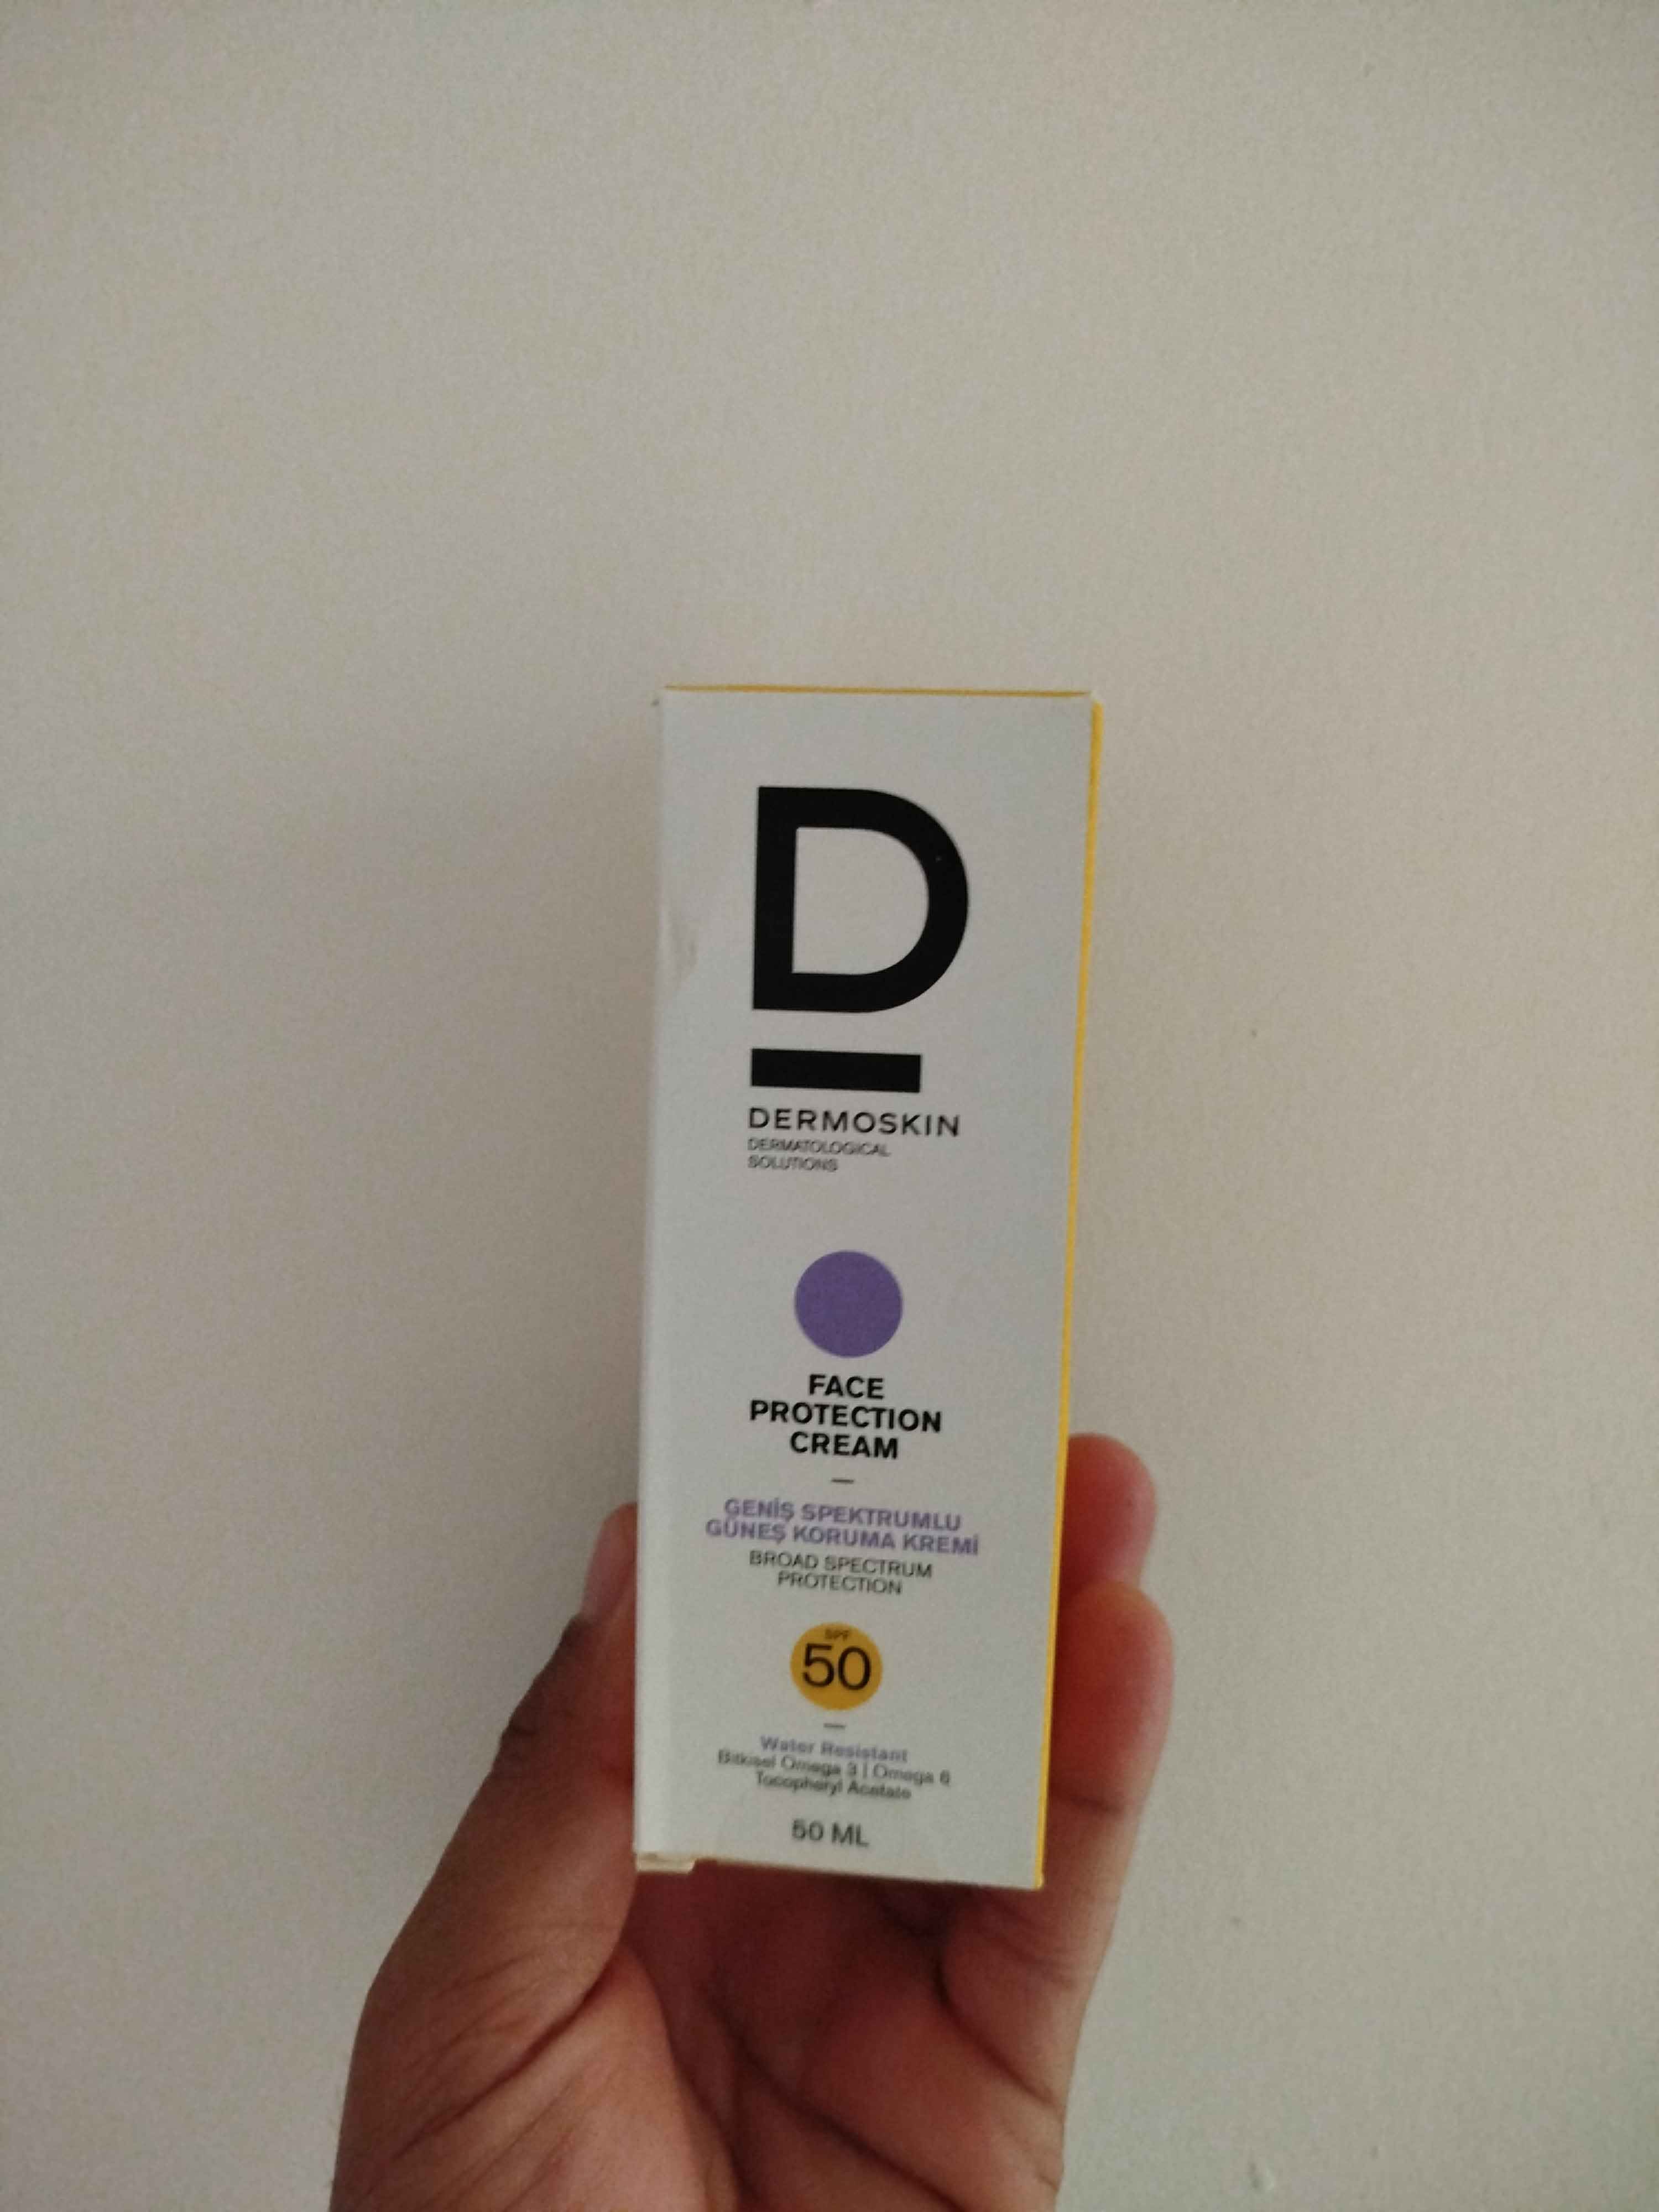 D
DERMOSKIN
DERMATOLOGICAL
SOLUTIONS
FACE
PROTECTION
CREAM
—
GENİŞ SPEKTRUMLU
GÜNEŞ KORUMA KREMİ
BROAD SPECTRUM
PROTECTION
SPF
50
—
Water Resistant
Bitkisel Omega 3 | Omega 6
Tocopheryl Acetate
50 ML